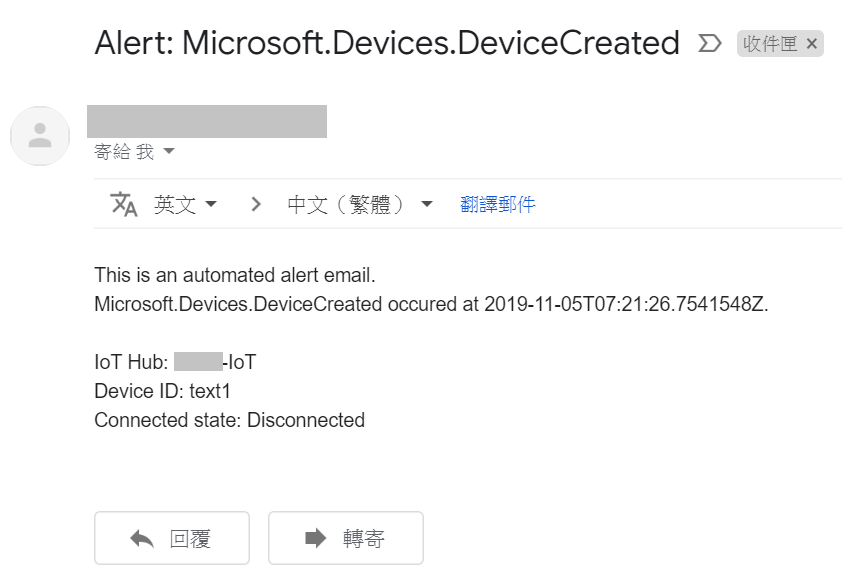 Alert: Microsoft.Devices.DeviceCreated 收件匣 ×
寄給 我
英文 中文（繁體） 翻譯郵件
This is an automated alert email.
Microsoft.Devices.DeviceCreated occured at 2019-11-05T07:21:26.7541548Z.
IoT Hub: -IoT
Device ID: text1
Connected state: Disconnected
回覆 轉寄